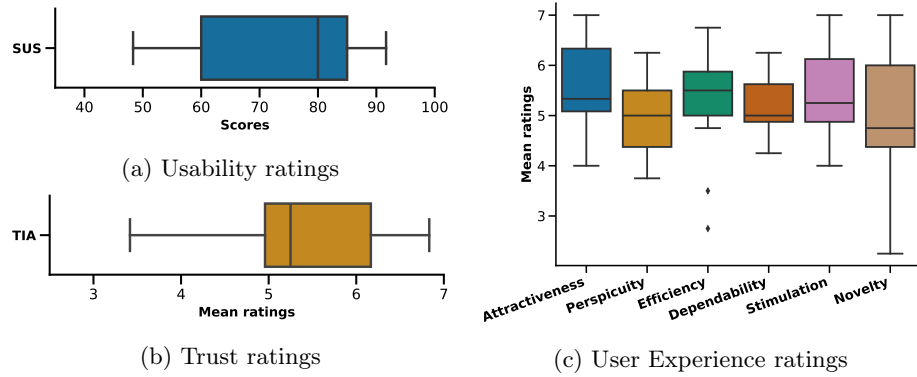 SUS
40 50 60 70 80 90 100
Scores
(a) Usability ratings
TIA
3 4 5 6 7
Mean ratings
(b) Trust ratings
7
6
5
4
3
Mean ratings
Attractiveness Perspicuity Efficiency Dependability Stimulation Novelty
(c) User Experience ratings